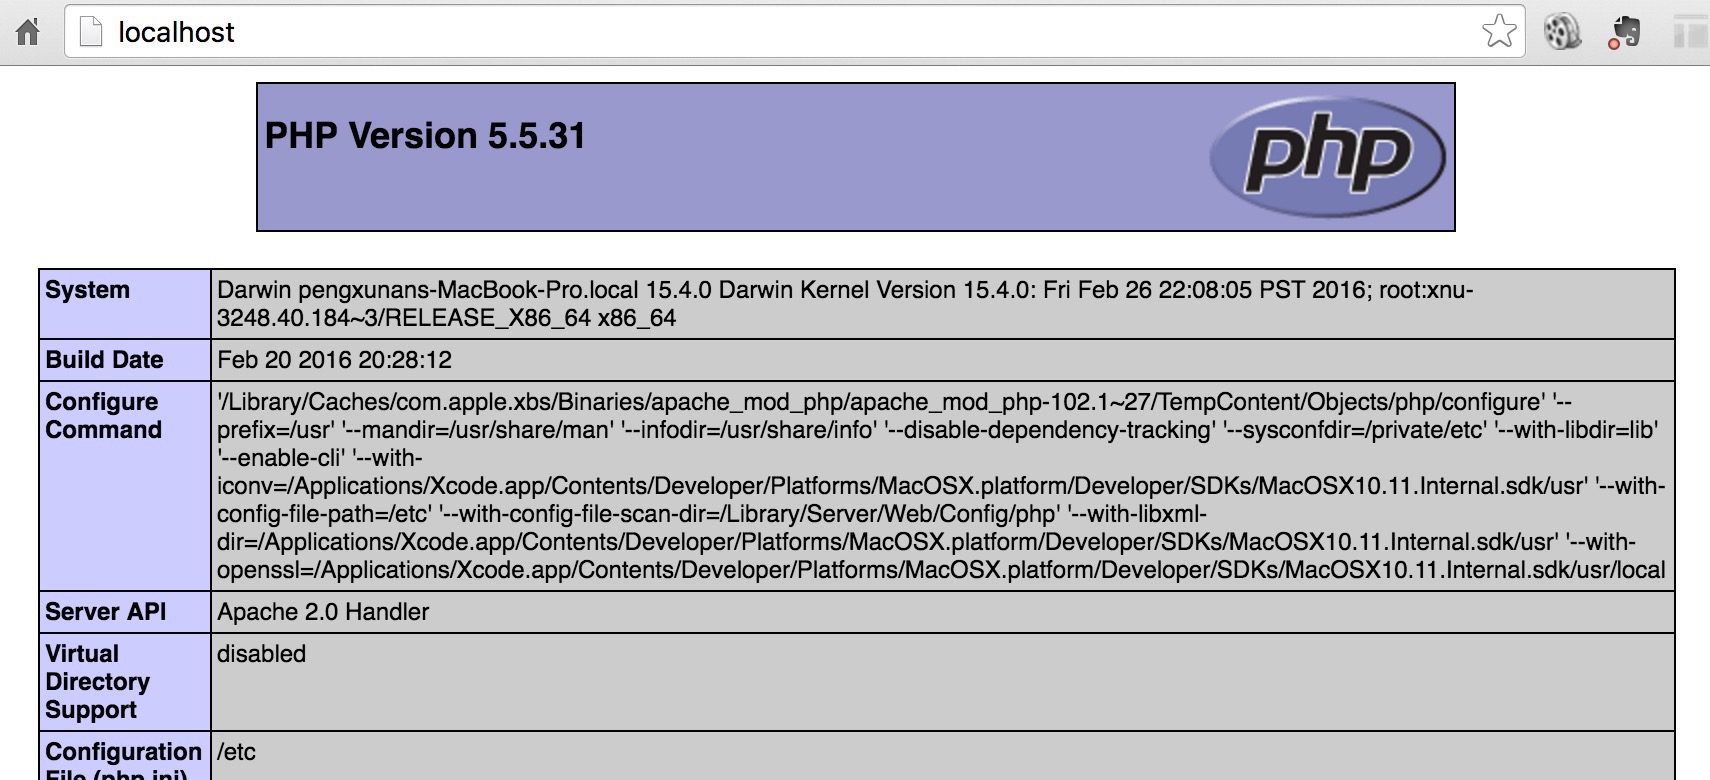 localhost
PHP Version 5.5.31
php
System
Darwin pengxunans-MacBook-Pro.local 15.4.0 Darwin Kernel Version 15.4.0: Fri Feb 26 22:08:05 PST 2016; root:xnu-
3248.40.184~3/RELEASE_X86_64 x86_64
Build Date
Feb 20 2016 20:28:12
Configure
Command
'/Library/Caches/com.apple.xbs/Binaries/apache_mod_php/apache_mod_php-102.1~27/TempContent/Objects/php/configure' '--
prefix=/usr' '--mandir=/usr/share/man' '--infodir=/usr/share/info' '--disable-dependency-tracking' '--sysconfdir=/private/etc' '--with-libdir=lib'
'--enable-cli' '--with-
iconv=/Applications/Xcode.app/Contents/Developer/Platforms/MacOSX.platform/Developer/SDKs/MacOSX10.11.Internal.sdk/usr' '--with-
config-file-path=/etc' '--with-config-file-scan-dir=/Library/Server/Web/Config/php' '--with-libxml-
dir=/Applications/Xcode.app/Contents/Developer/Platforms/MacOSX.platform/Developer/SDKs/MacOSX10.11.Internal.sdk/usr' '--with-
openssl=/Applications/Xcode.app/Contents/Developer/Platforms/MacOSX.platform/Developer/SDKs/MacOSX10.11.Internal.sdk/usr/local
Server API
Apache 2.0 Handler
Virtual
Directory
Support
disabled
Configuration
File (php.ini)
/etc